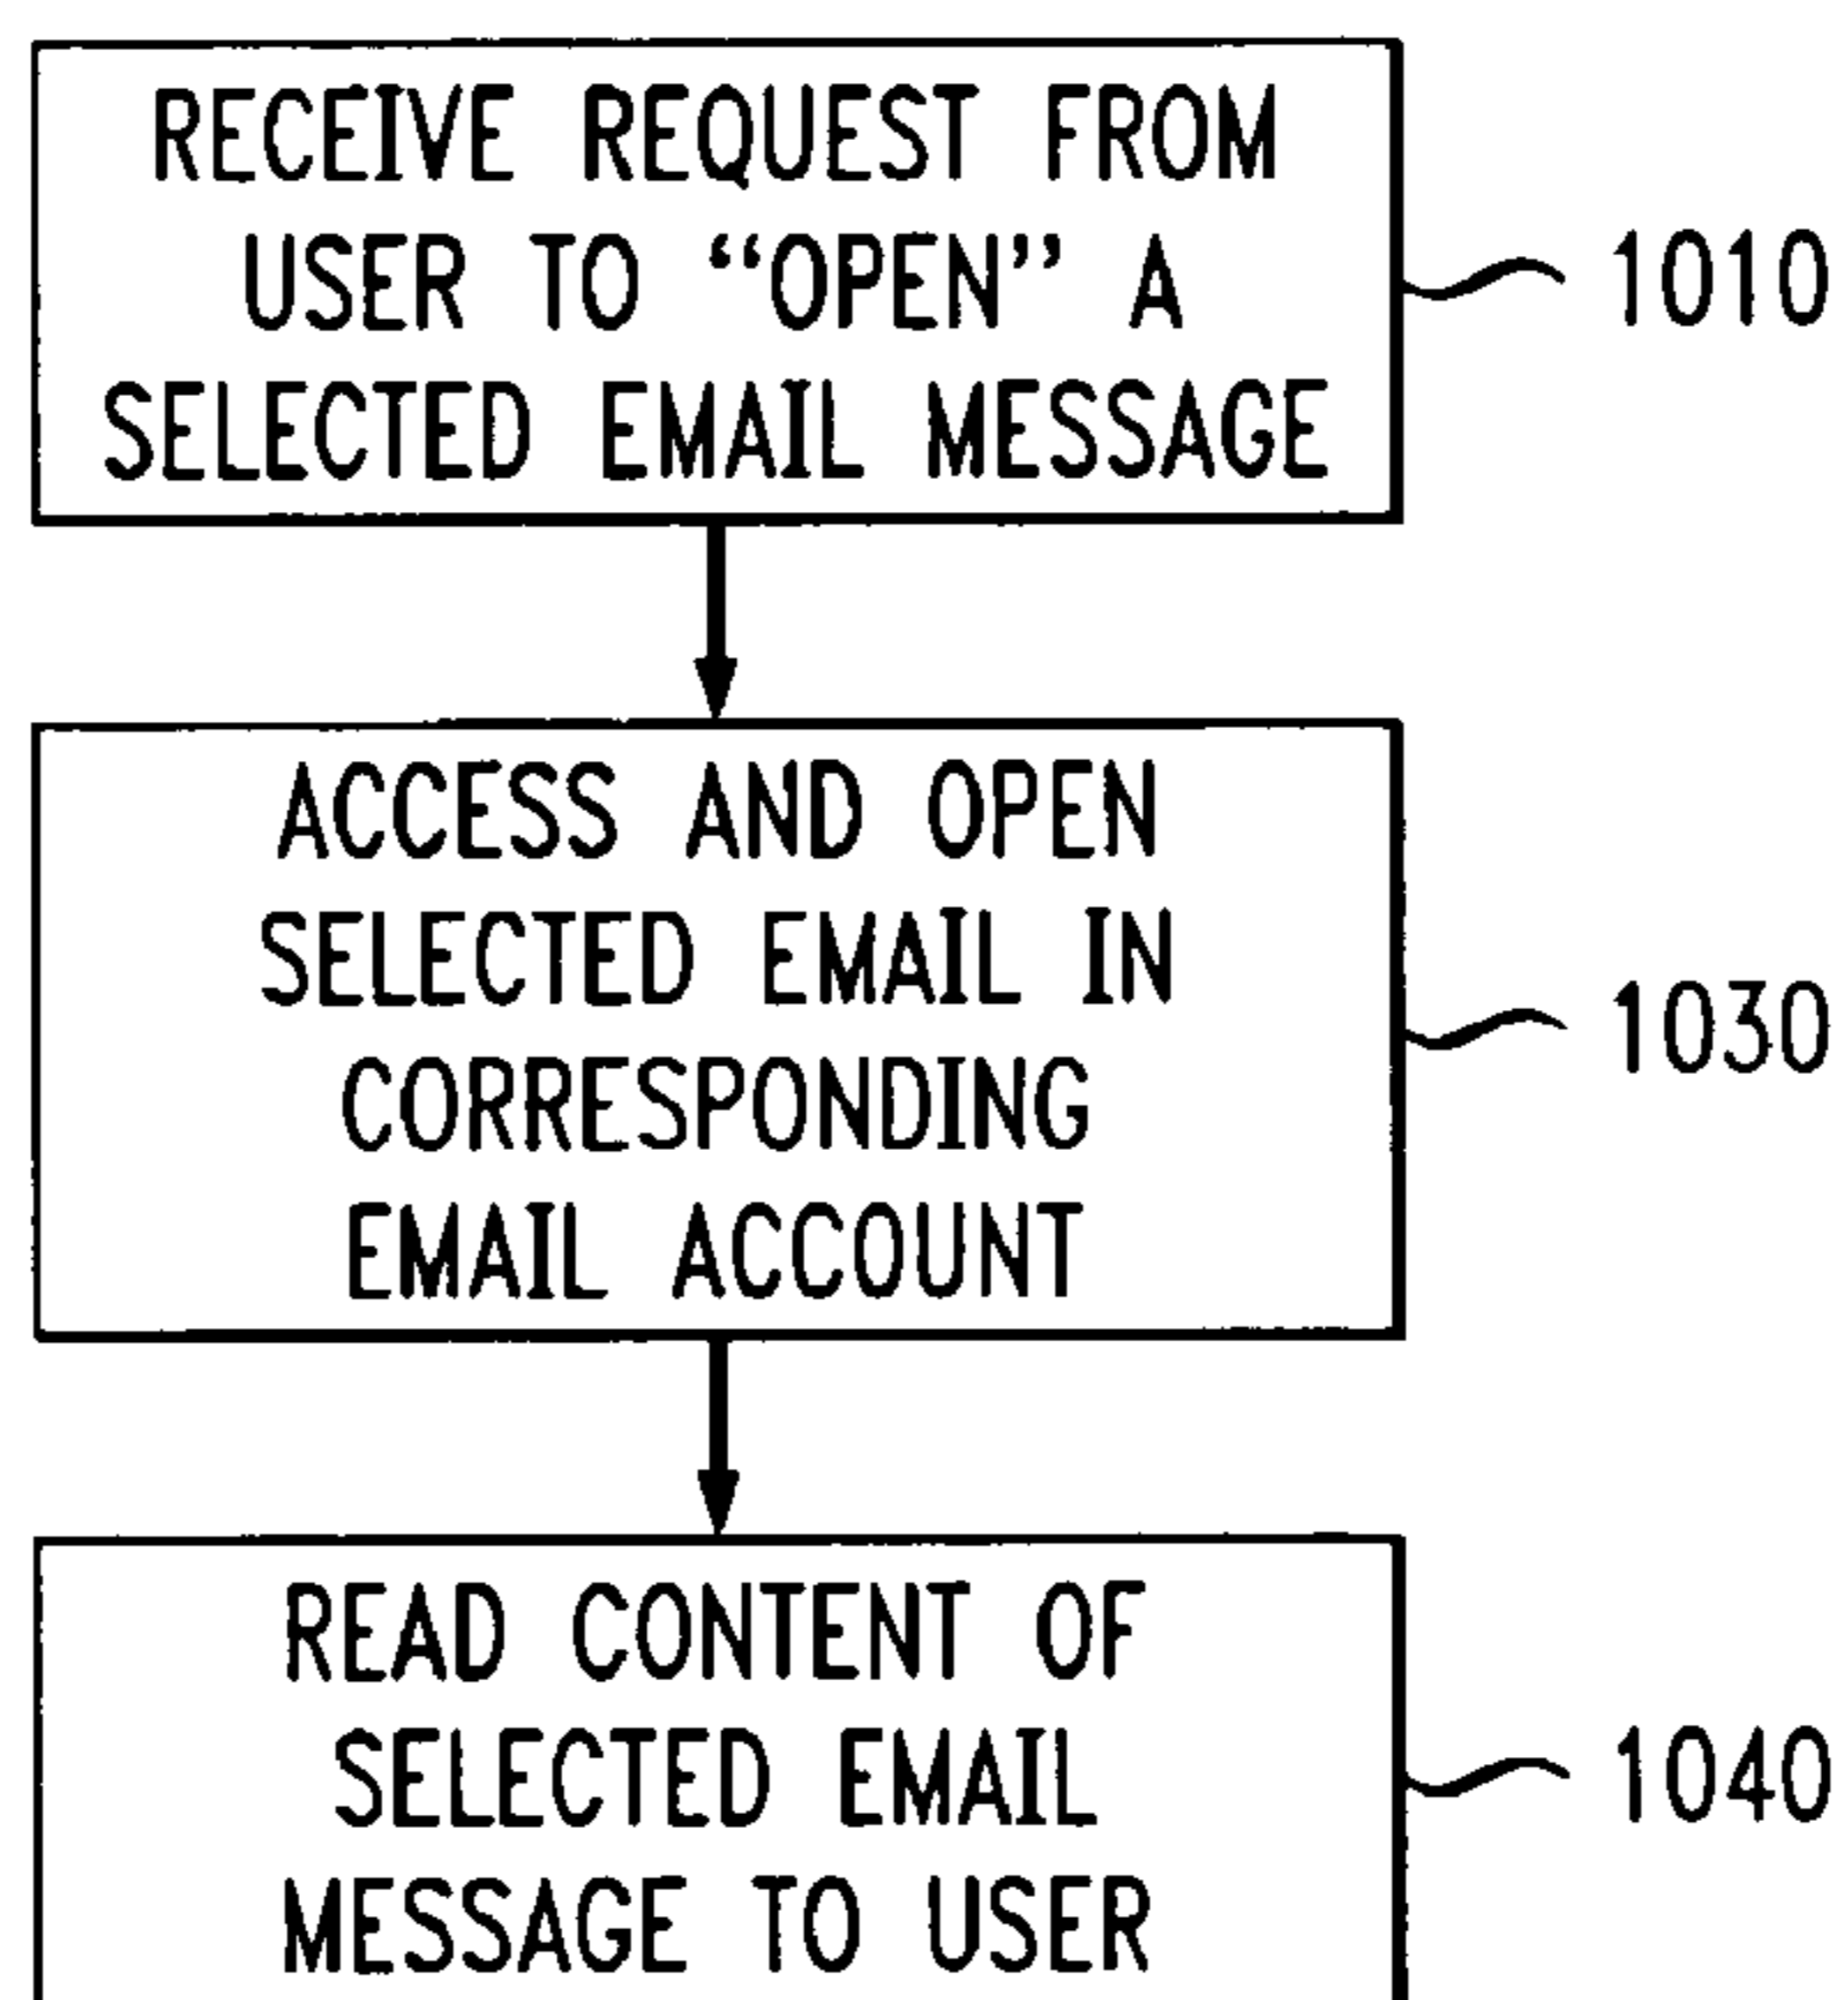 RECEIVE REQUEST FROM
USER TO “OPEN” A
SELECTED EMAIL MESSAGE
1010
ACCESS AND OPEN
SELECTED EMAIL IN
CORRESPONDING
EMAIL ACCOUNT
1030
READ CONTENT OF
SELECTED EMAIL
MESSAGE TO USER
1040